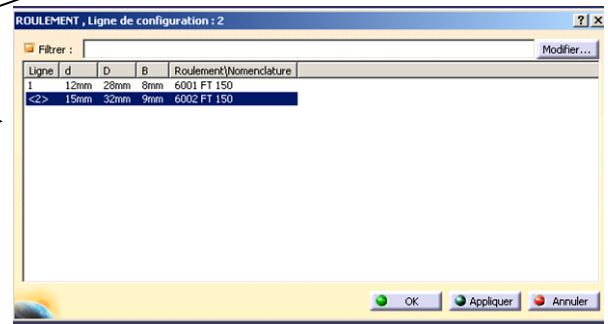 ROULEMENT , Ligne de configuration : 2
Filtrer :
Modifier...
Ligne d D B Roulement\Nomenclature
1 12mm 28mm 8mm 6001 FT 150
<2> 15mm 32mm 9mm 6002 FT 150
OK Appliquer Annuler